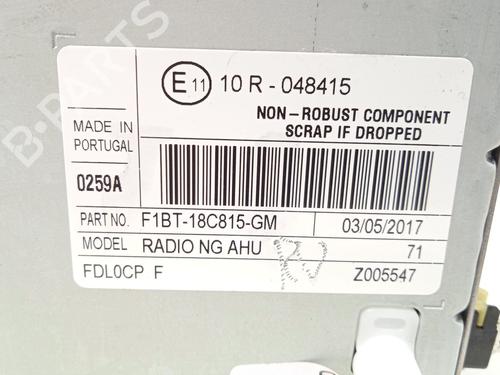 E 11 10 R - 048415
NON-ROBUST COMPONENT
SCRAP IF DROPPED
MADE IN
PORTUGAL
0259A
PART NO. F1BT-18C815-GM 03/05/2017
MODEL RADIO NG AHU 71
FDL0CP F Z005547
B-PARTS